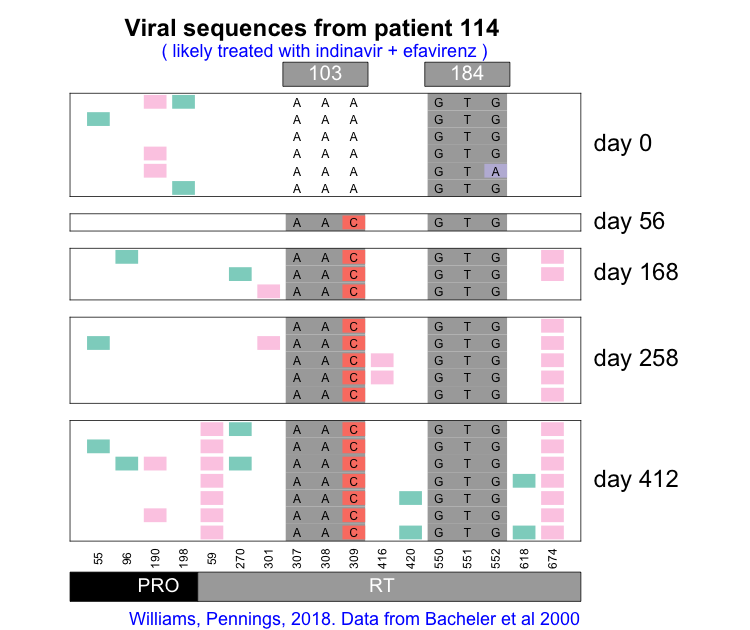 Viral sequences from patient 114
( likely treated with indinavir + efavirenz )
103 184
A A A G T G
A A A G T G
A A A G T G
A A A G T G
A A A G T A
A A A G T G
day 0
A A C G T G
day 56
A A C G T G
A A C G T G
A A C G T G
day 168
A A C G T G
A A C G T G
A A C G T G
A A C G T G
A A C G T G
day 258
A A C G T G
A A C G T G
A A C G T G
A A C G T G
A A C G T G
A A C G T G
A A C G T G
day 412
55 96 190 198 59 270 301 307 308 309 416 420 550 551 552 618 674
PRO RT
Williams, Pennings, 2018. Data from Bacheler et al 2000